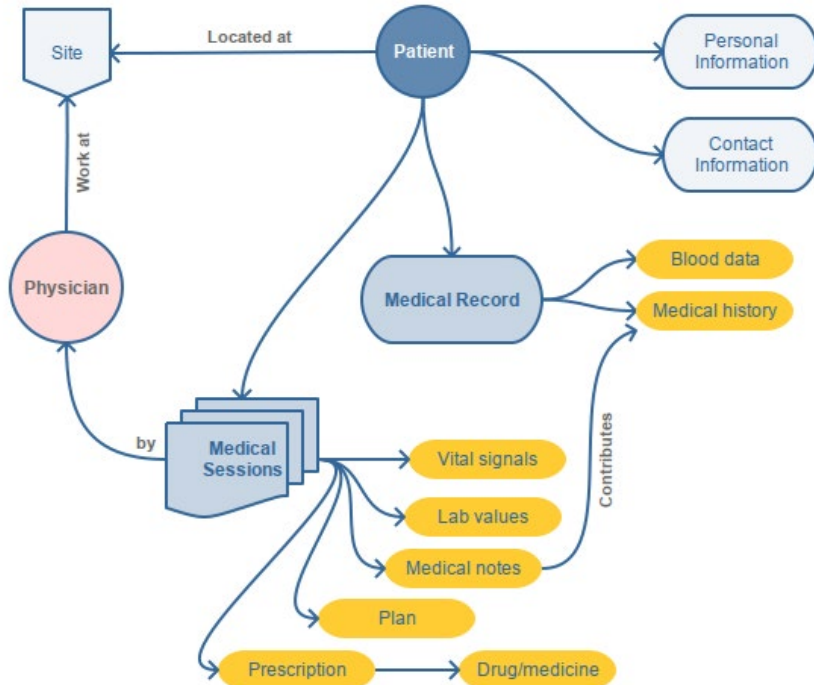 Site
Located at
Patient
Personal
Information
Contact
Information
Work at
Physician
Medical Record
Blood data
Medical history
by
Medical
Sessions
Vital signals
Contributes
Lab values
Medical notes
Plan
Prescription
Drug/medicine